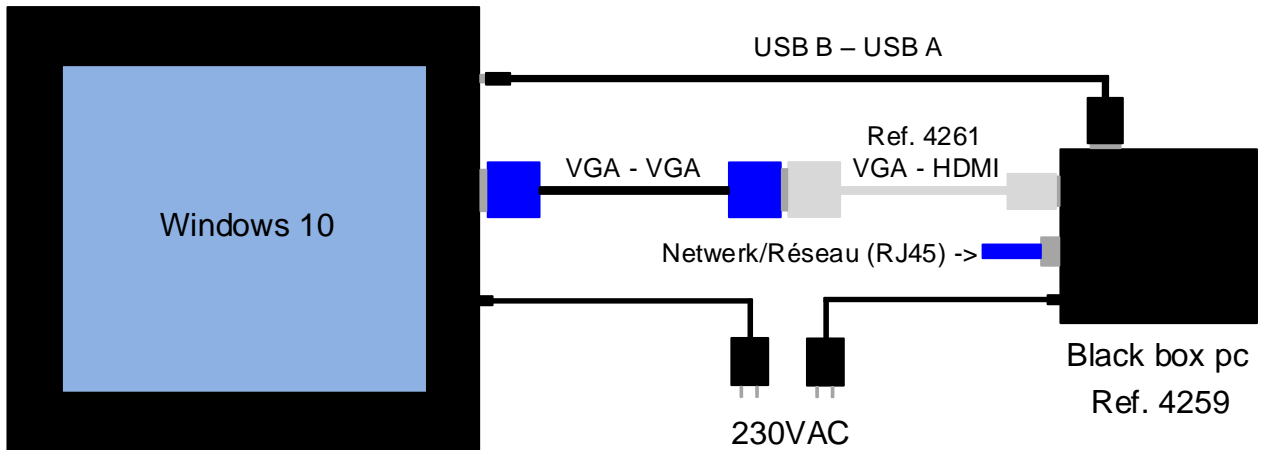 USB B – USB A
Ref. 4261
VGA - VGA
VGA - HDMI
Windows 10
Netwerk/Réseau (RJ45) ->
Black box pc
Ref. 4259
230VAC